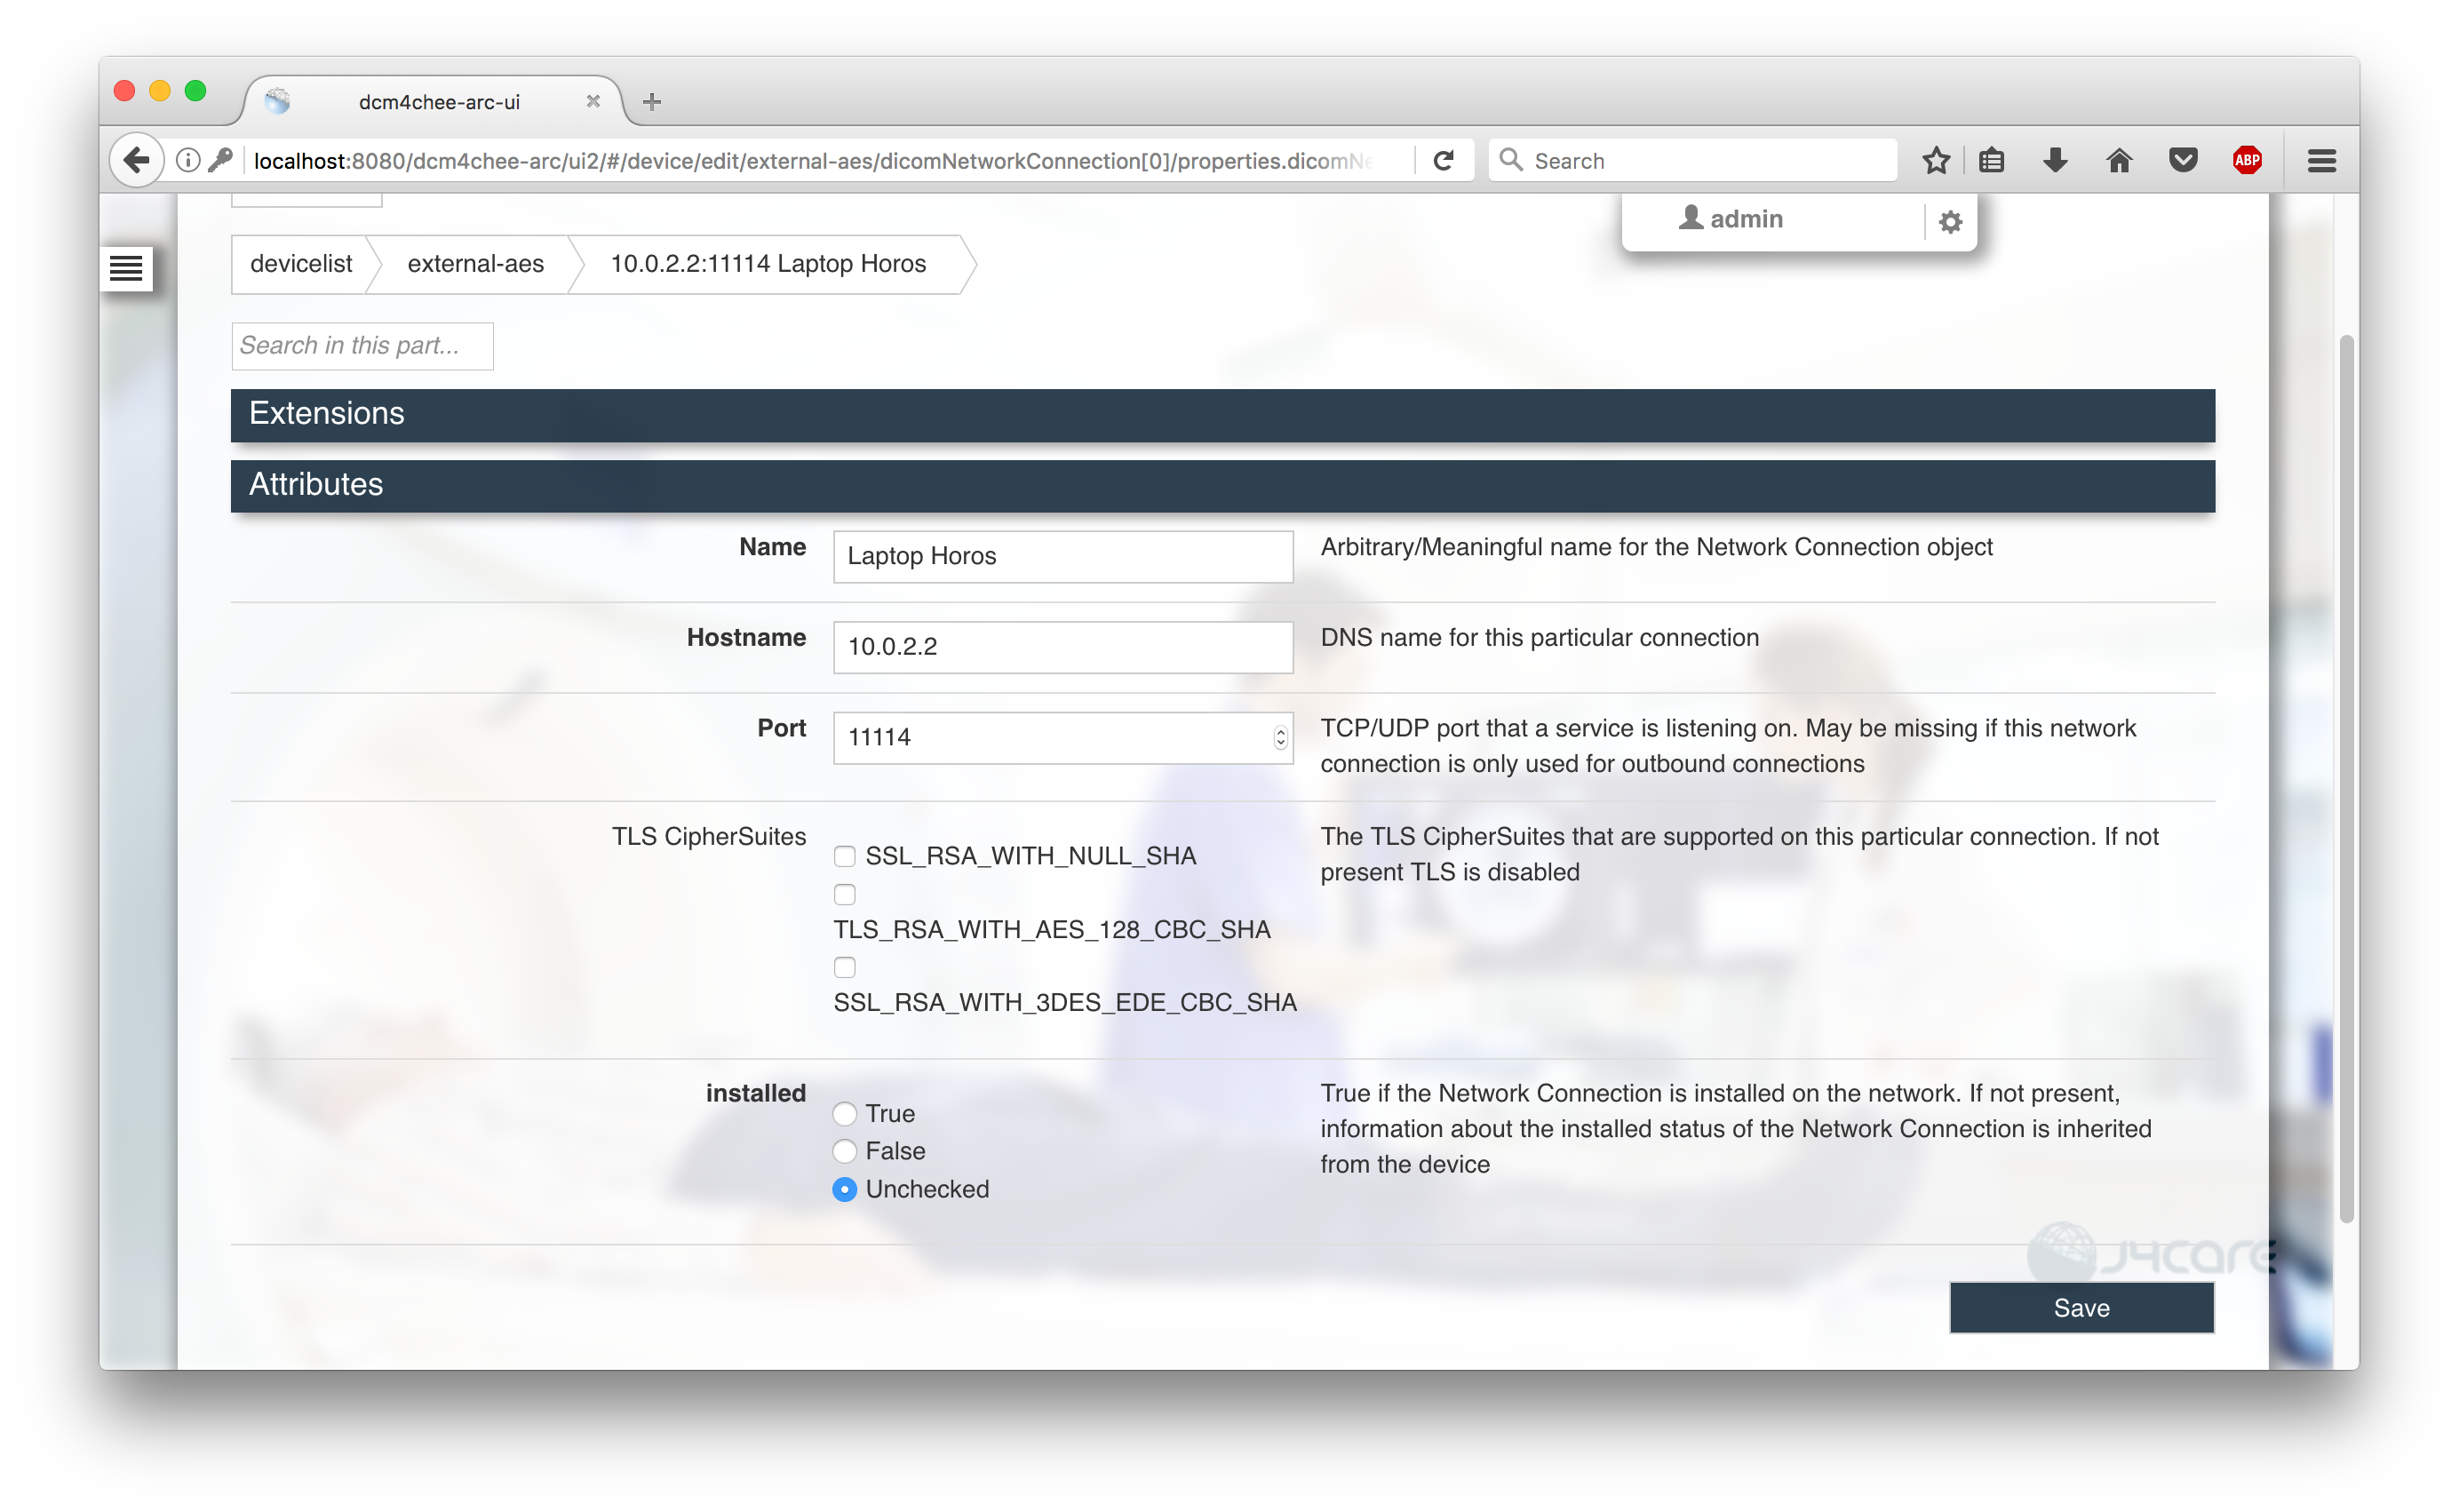 dcm4chee-arc-ui
localhost:8080/dcm4chee-arc/ui2/#/device/edit/external-aes/dicomNetworkConnection[0]/properties.dicomNe
Search
ABP
admin
devicelist
external-aes
10.0.2.2:11114 Laptop Horos
Search in this part...
Extensions
Attributes
Name
Laptop Horos
Arbitrary/Meaningful name for the Network Connection object
Hostname
10.0.2.2
DNS name for this particular connection
Port
11114
TCP/UDP port that a service is listening on. May be missing if this network
connection is only used for outbound connections
TLS CipherSuites
SSL_RSA_WITH_NULL_SHA
TLS_RSA_WITH_AES_128_CBC_SHA
SSL_RSA_WITH_3DES_EDE_CBC_SHA
The TLS CipherSuites that are supported on this particular connection. If not
present TLS is disabled
installed
True
False
Unchecked
True if the Network Connection is installed on the network. If not present,
information about the installed status of the Network Connection is inherited
from the device
J4care
Save